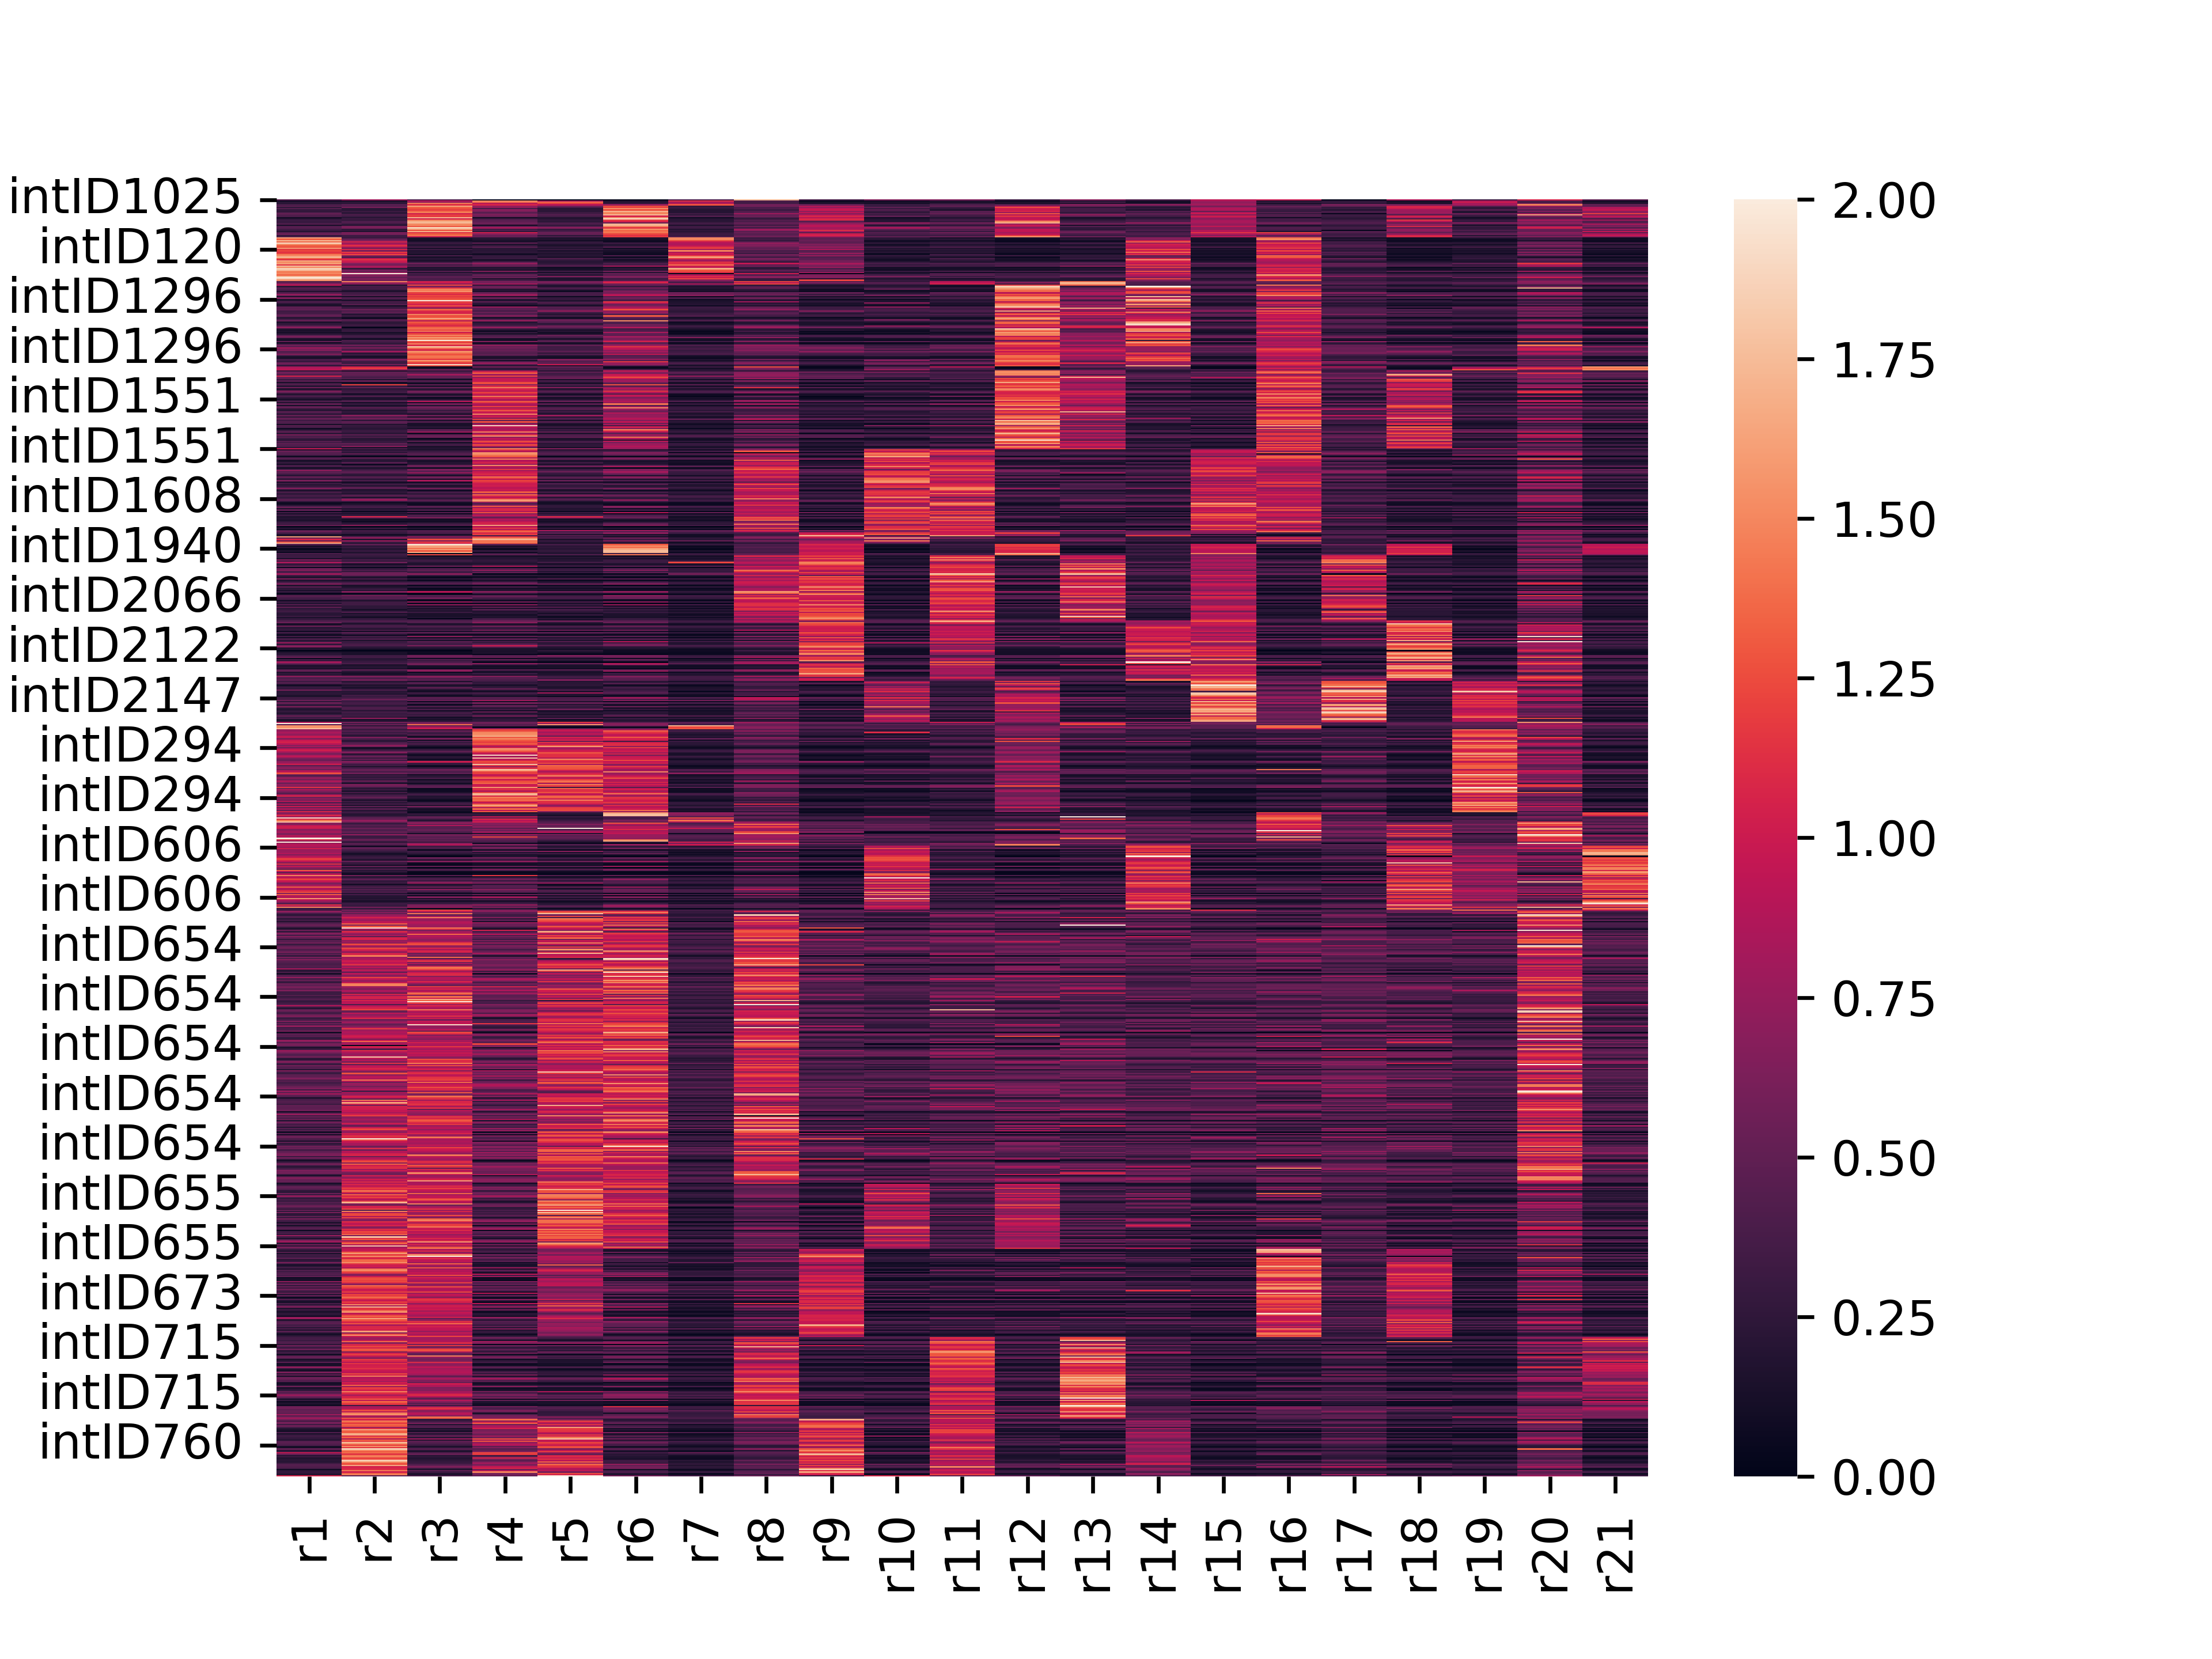 intID1025
intID120
intID1296
intID1296
intID1551
intID1551
intID1608
intID1940
intID2066
intID2122
intID2147
intID294
intID294
intID606
intID606
intID654
intID654
intID654
intID654
intID654
intID655
intID655
intID673
intID715
intID715
intID760
r1 r2 r3 r4 r5 r6 r7 r8 r9 r10 r11 r12 r13 r14 r15 r16 r17 r18 r19 r20 r21
2.00
1.75
1.50
1.25
1.00
0.75
0.50
0.25
0.00